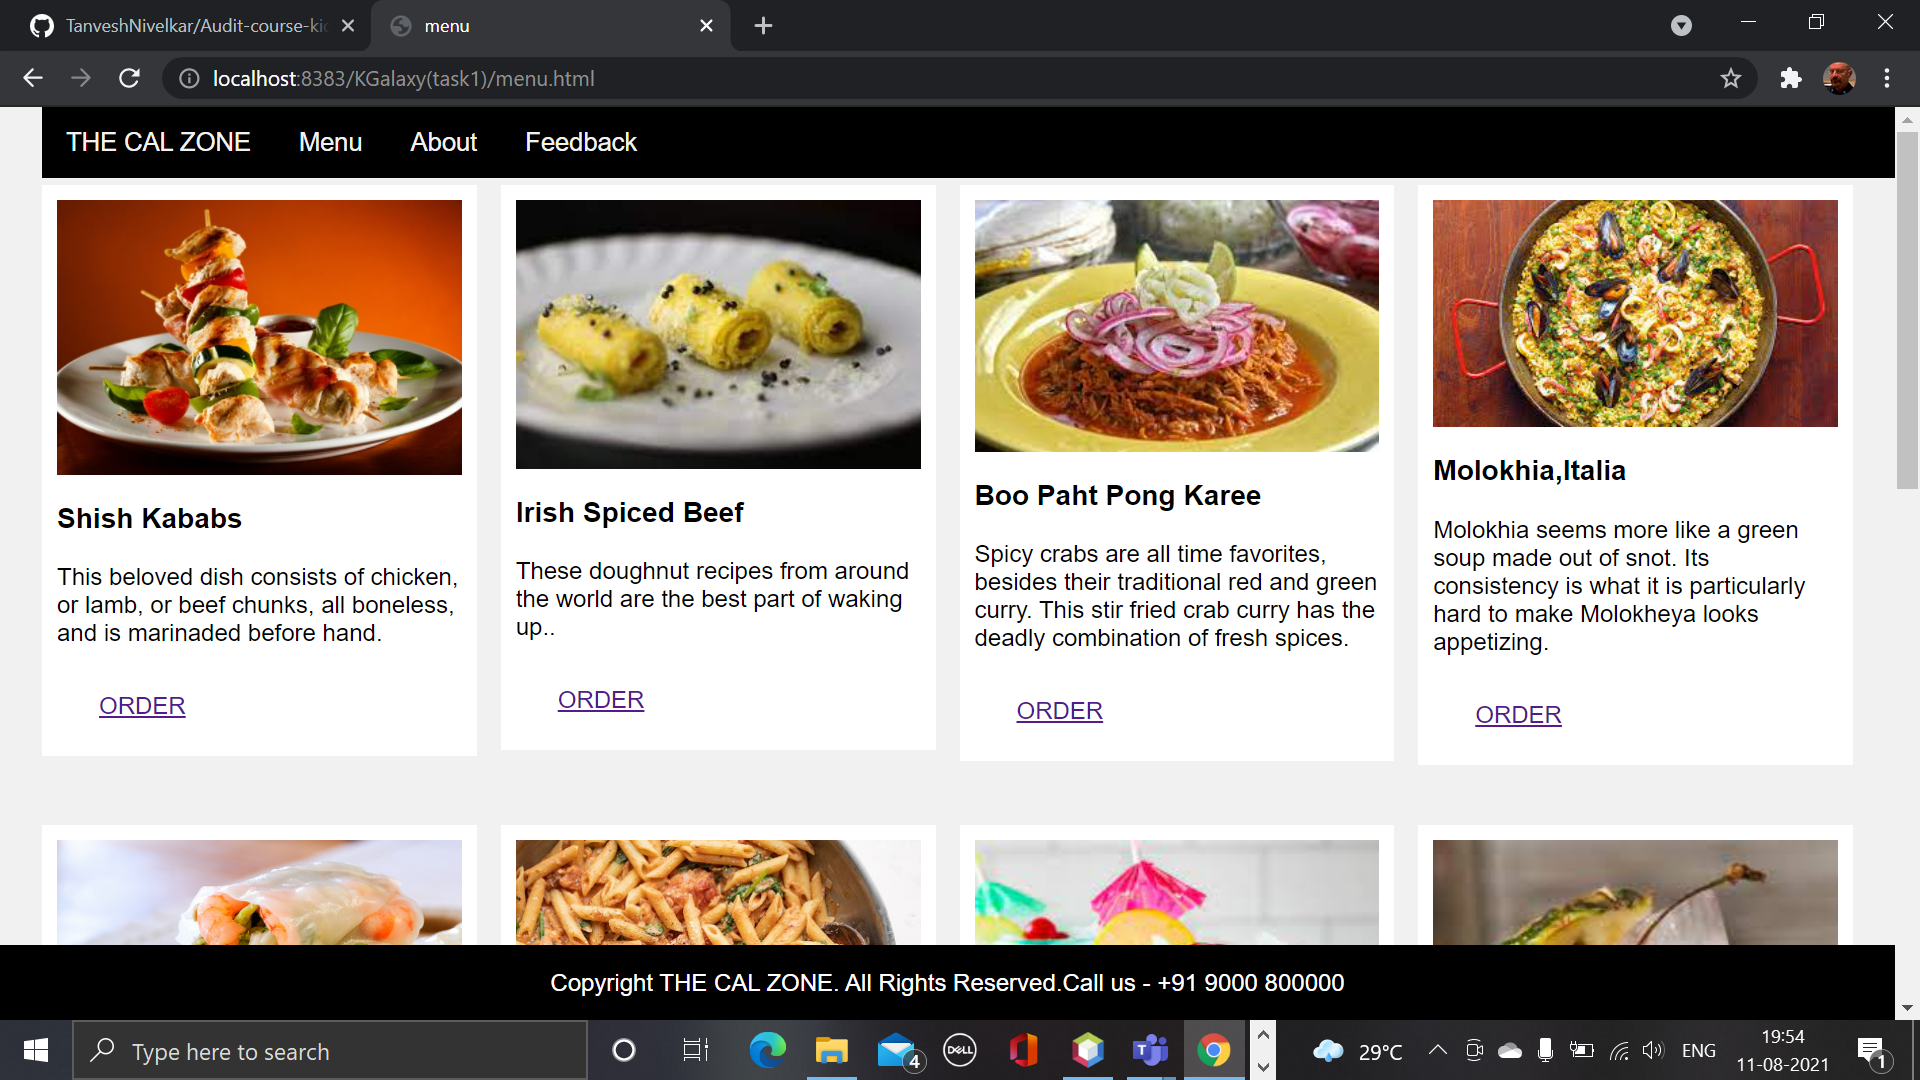 TanveshNivelkar/Audit-course-ki
menu
localhost:8383/KGalaxy(task1)/menu.html
THE CAL ZONE Menu About Feedback
Shish Kababs
This beloved dish consists of chicken,
or lamb, or beef chunks, all boneless,
and is marinaded before hand.
ORDER
Irish Spiced Beef
These doughnut recipes from around
the world are the best part of waking
up..
ORDER
Boo Paht Pong Karee
Spicy crabs are all time favorites,
besides their traditional red and green
curry. This stir fried crab curry has the
deadly combination of fresh spices.
ORDER
Molokhia,Italia
Molokhia seems more like a green
soup made out of snot. Its
consistency is what it is particularly
hard to make Molokheya looks
appetizing.
ORDER
Copyright THE CAL ZONE. All Rights Reserved.Call us - +91 9000 800000
Type here to search
4
DELL
T
29°C
ENG
19:54
11-08-2021
1